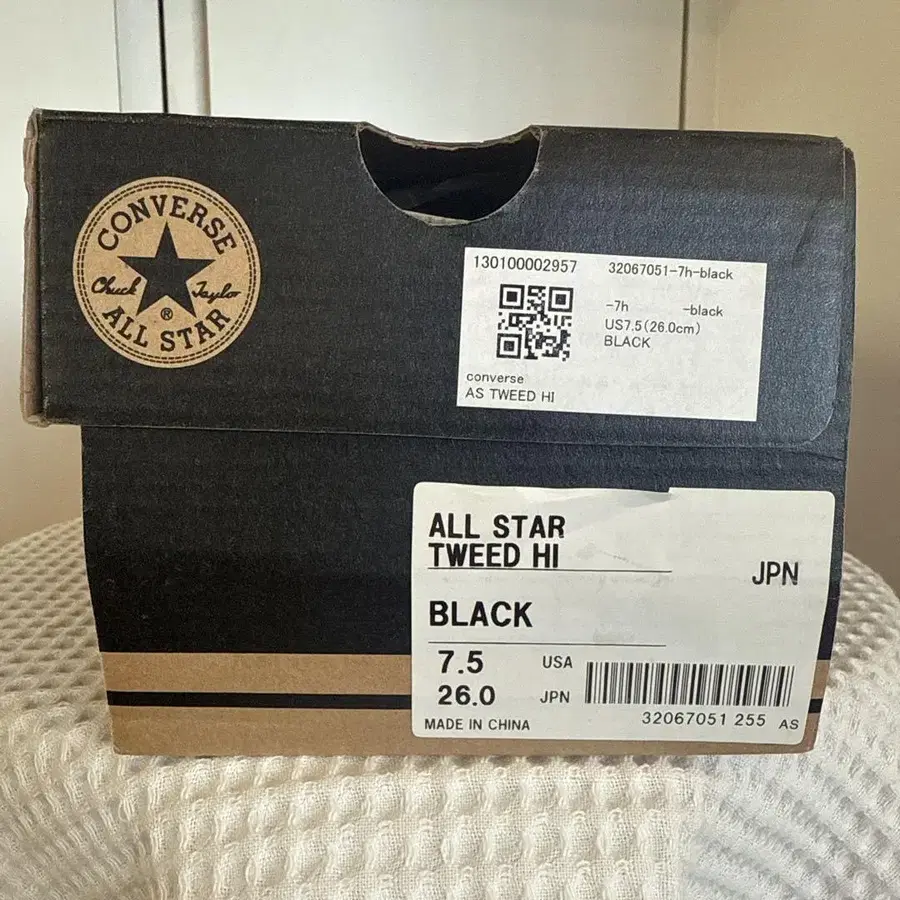 CONVERSE
Chuck Taylor
®
ALL STAR
130100002957 32067051-7h-black
-7h -black
US7.5(26.0cm)
BLACK
converse
AS TWEED HI
ALL STAR
TWEED HI
JPN
BLACK
7.5 USA
26.0 JPN
MADE IN CHINA
32067051 255 AS